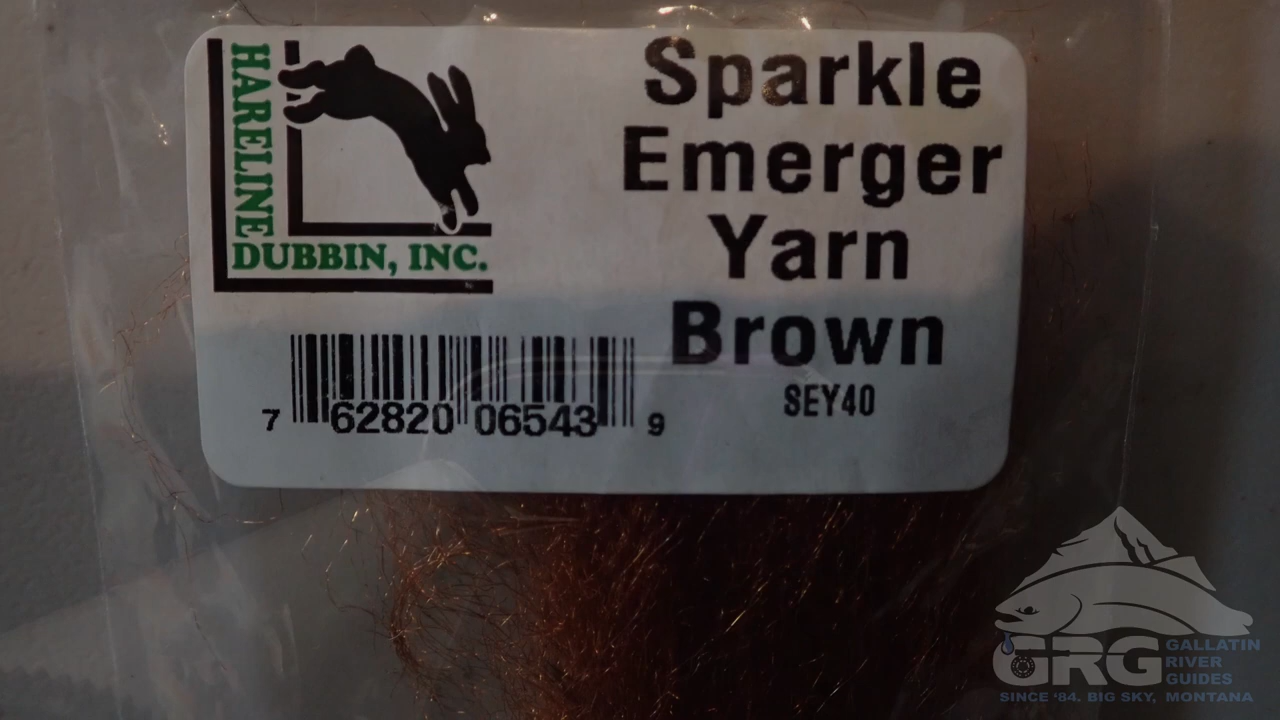 HARELINE
DUBBIN, INC.
Sparkle
Emerger
Yarn
Brown
SEY40
7 62820 06543 9
GRG
GALLATIN
RIVER
GUIDES
SINCE '84. BIG SKY, MONTANA